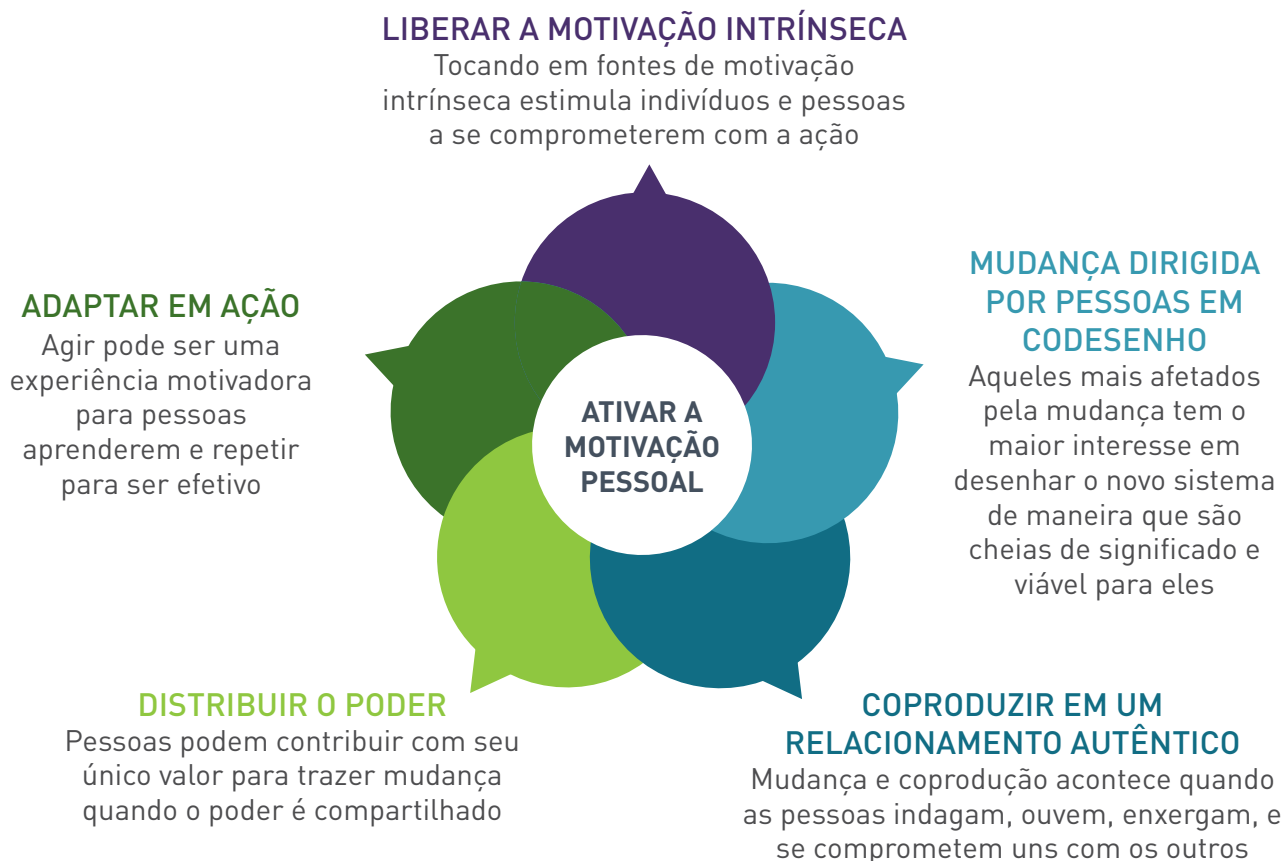 LIBERAR A MOTIVAÇÃO INTRÍNSECA
Tocando em fontes de motivação
intrínseca estimula indivíduos e pessoas
a se comprometerem com a ação
MUDANÇA DIRIGIDA
POR PESSOAS EM
CODESENHO
Aqueles mais afetados
pela mudança tem o
maior interesse em
desenhar o novo sistema
de maneira que são
cheias de significado e
viável para eles
COPRODUZIR EM UM
RELACIONAMENTO AUTÊNTICO
Mudança e coprodução acontece quando
as pessoas indagam, ouvem, enxergam, e
se comprometem uns com os outros
DISTRIBUIR O PODER
Pessoas podem contribuir com seu
único valor para trazer mudança
quando o poder é compartilhado
ADAPTAR EM AÇÃO
Agir pode ser uma
experiência motivadora
para pessoas
aprenderem e repetir
para ser efetivo
ATIVAR A
MOTIVAÇÃO
PESSOAL